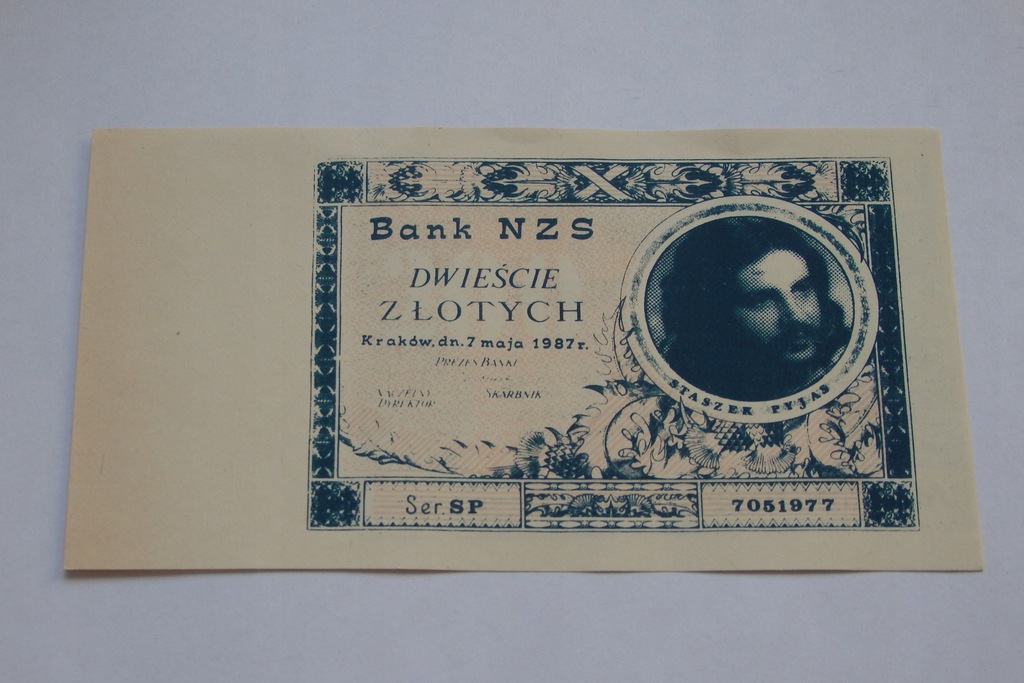 Bank NZS
DWIEŚCIE
ZŁOTYCH
Kraków, dn. 7 maja 1987 r.
PREZES BANKU
NACZELNY
DYREKTOR
SKARBNIK
STASZEK PYJAS
Ser. SP
7051977